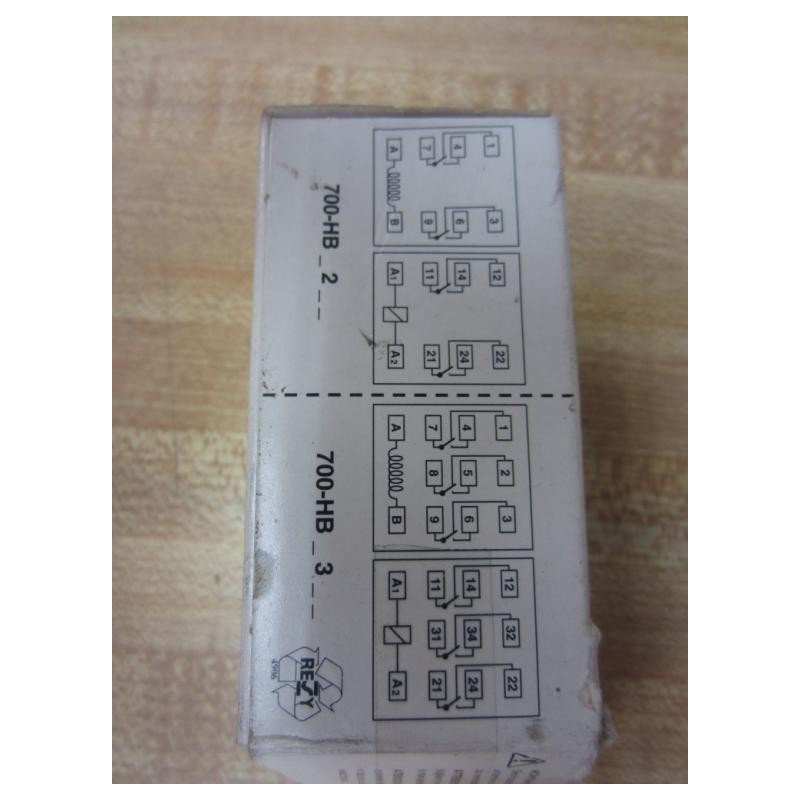 1 4 7 A
3 6 9 B
700-HB _ 2 _ _
12 14 11 A1
22 24 21 A2
1 4 7 A
2 5 8
3 6 9 B
700-HB _ 3 _ _
12 14 11 A1
32 34 31
22 24 21 A2
RESY